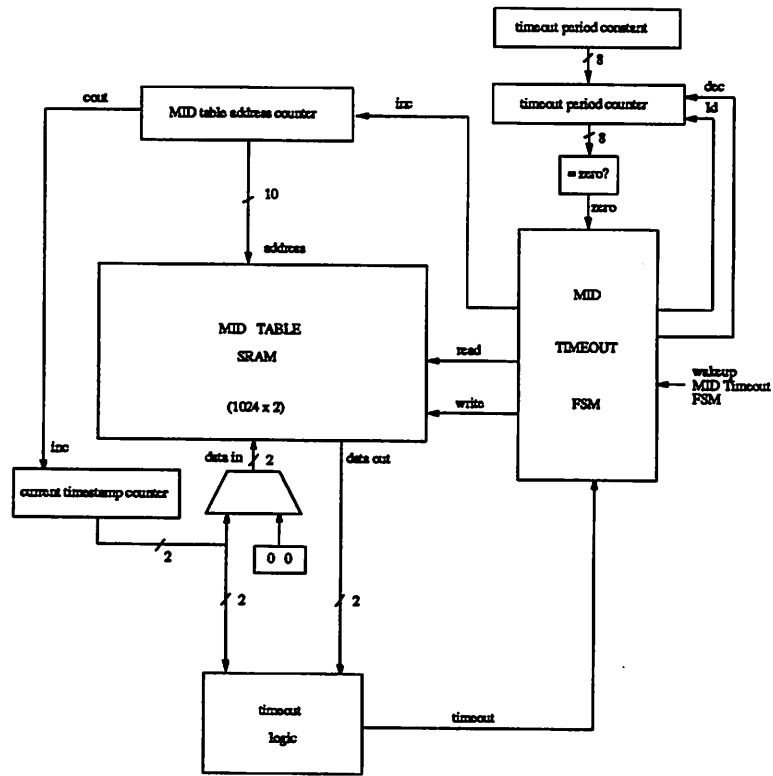 timeout period constant
8
cout
MID table address counter
inc
timeout period counter
dec
ld
8
= zero?
zero
10
address
MID TABLE
SRAM
(1024 x 2)
MID
TIMEOUT
FSM
read
write
wakeup
MID Timeout
FSM
inc
data in
2
data out
current timestamp counter
2
0 0
2
2
timeout
logic
timeout